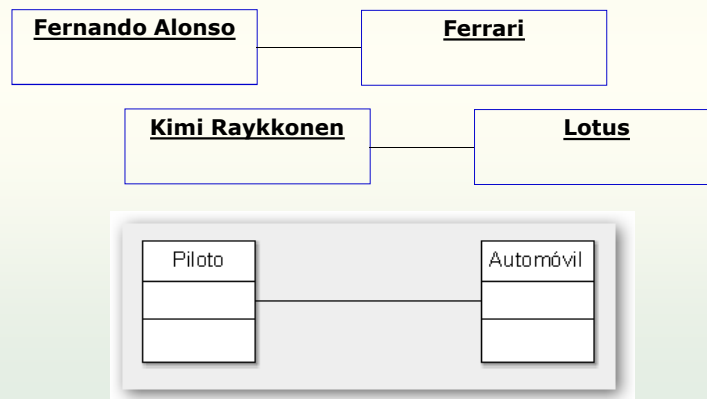 Fernando Alonso
Ferrari
Kimi Raykkonen
Lotus
Piloto
Automóvil